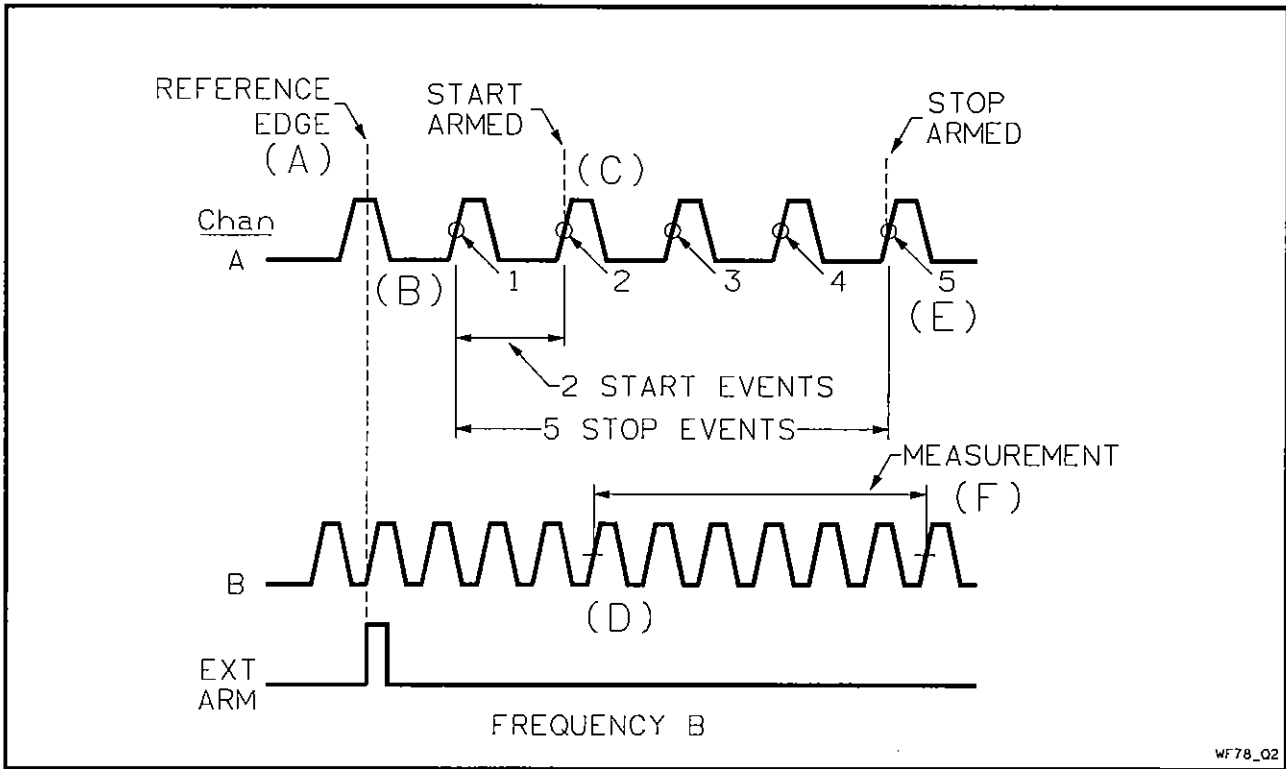 REFERENCE
EDGE
(A)
START
ARMED
STOP
ARMED
(C)
Chan
A
(B)
1
2
3
4
5
(E)
2 START EVENTS
5 STOP EVENTS
MEASUREMENT
(F)
B
(D)
EXT
ARM
FREQUENCY B
WF78_02